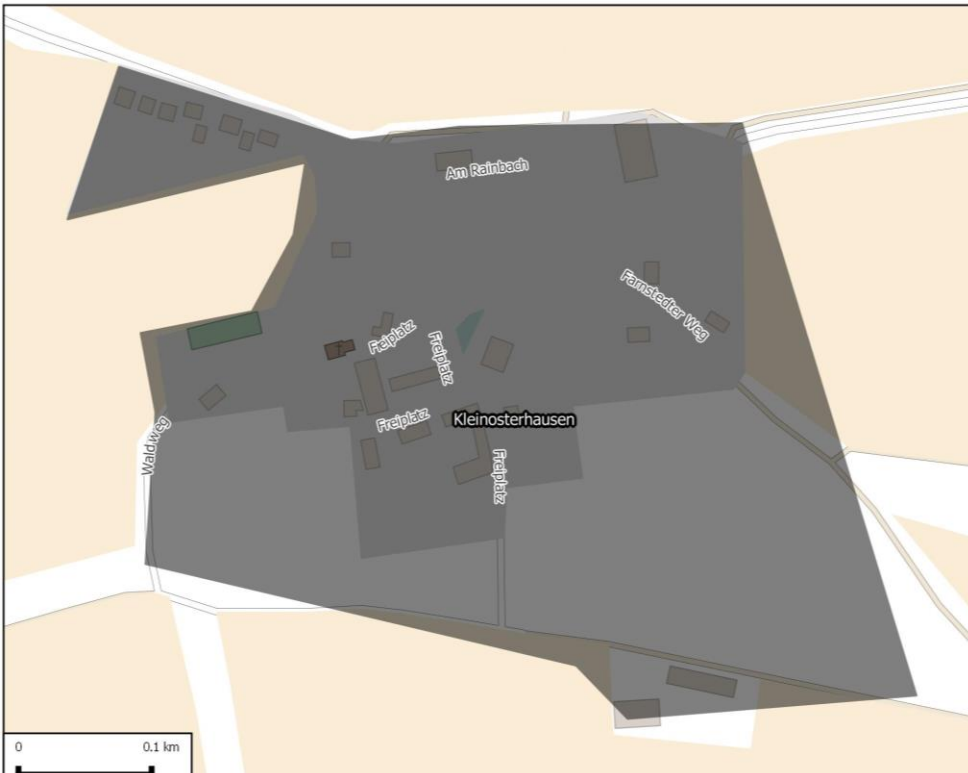 Am Rainbach
Farnstedter Weg
Freiplatz
Freiplatz
Freiplatz
Kleinosterhausen
Waldweg
Freiplatz
0 0.1 km